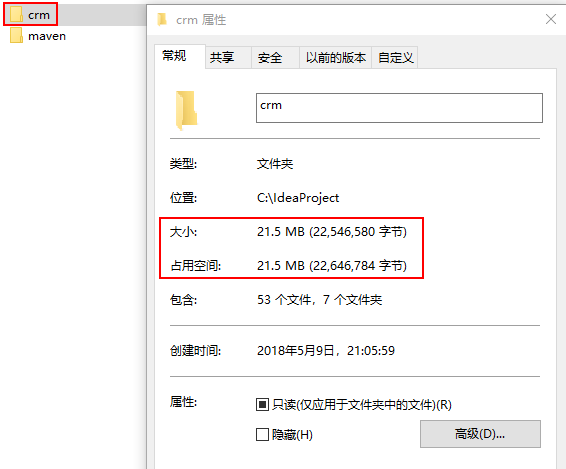 crm
maven
crm 属性
常规 共享 安全 以前的版本 自定义
crm
类型: 文件夹
位置: C:\IdeaProject
大小: 21.5 MB (22,546,580 字节)
占用空间: 21.5 MB (22,646,784 字节)
包含: 53 个文件，7 个文件夹
创建时间: 2018年5月9日，21:05:59
属性: 只读(仅应用于文件夹中的文件)(R)
隐藏(H) 高级(D)...